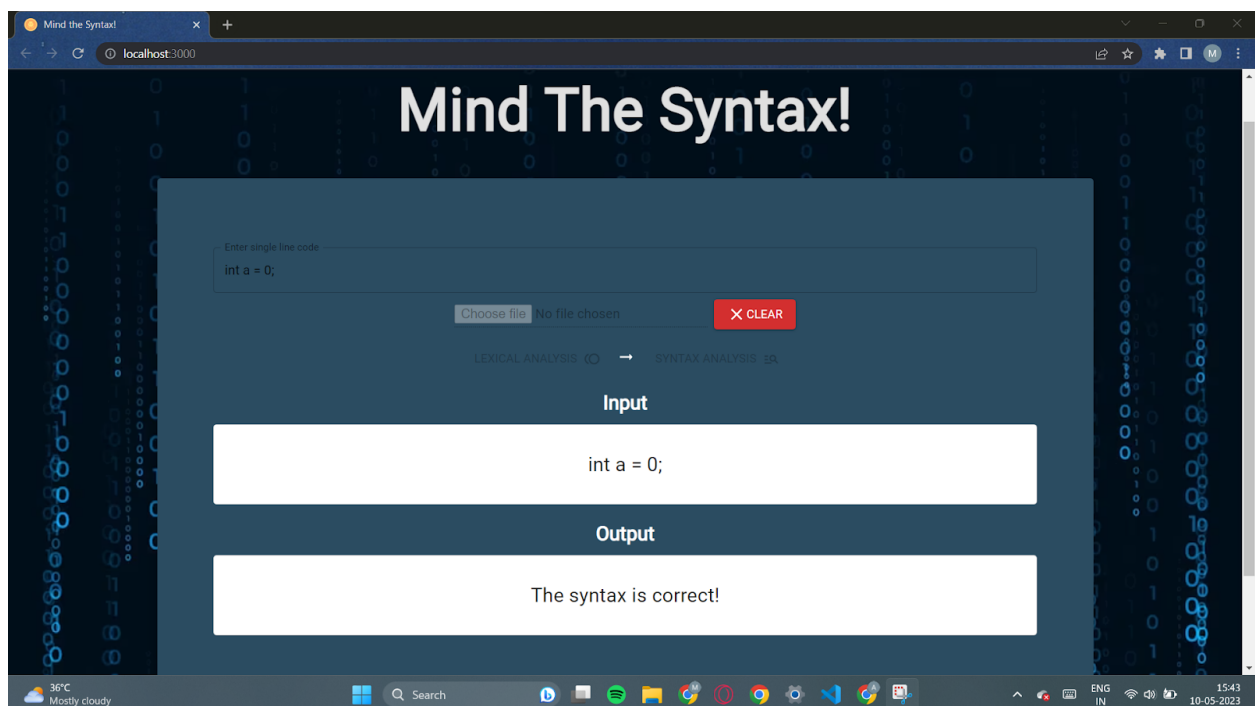 Mind the Syntax!
localhost:3000
M
Mind The Syntax!
Enter single line code
int a = 0;
Choose file No file chosen
CLEAR
LEXICAL ANALYSIS → SYNTAX ANALYSIS
Input
int a = 0;
Output
The syntax is correct!
36°C
Mostly cloudy
Search
ENG
IN
15:43
10-05-2023